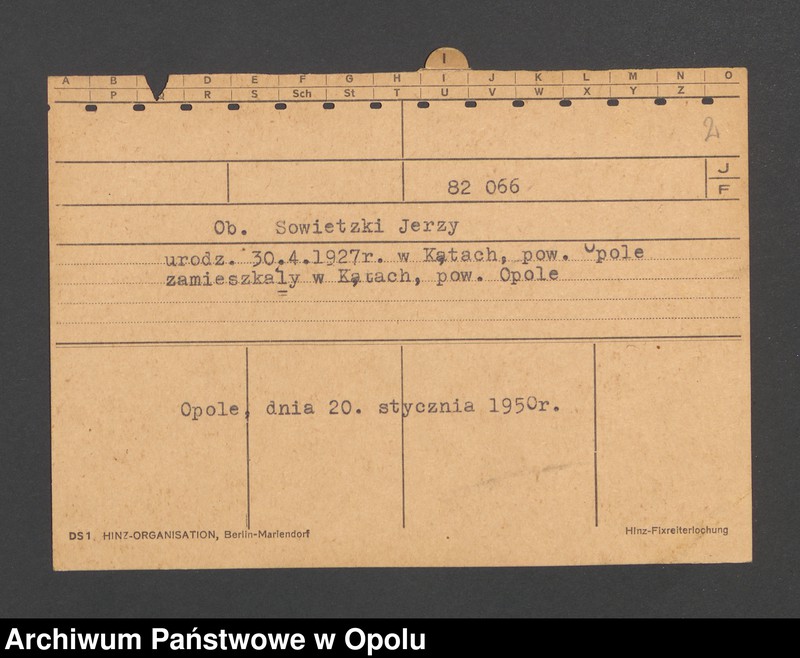 I
A B D E F G H I J K L M N O
P R S Sch St T U V W X Y Z
2
82 066
J
F
Ob. Sowietzki Jerzy
urodz. 30.4.1927r. w Kątach, pow. Opole
zamieszkały w Kątach, pow. Opole
Opole, dnia 20. stycznia 1950r.
DS1. HINZ-ORGANISATION, Berlin-Mariendorf
Hinz-Fixreiterlochung
Archiwum Państwowe w Opolu